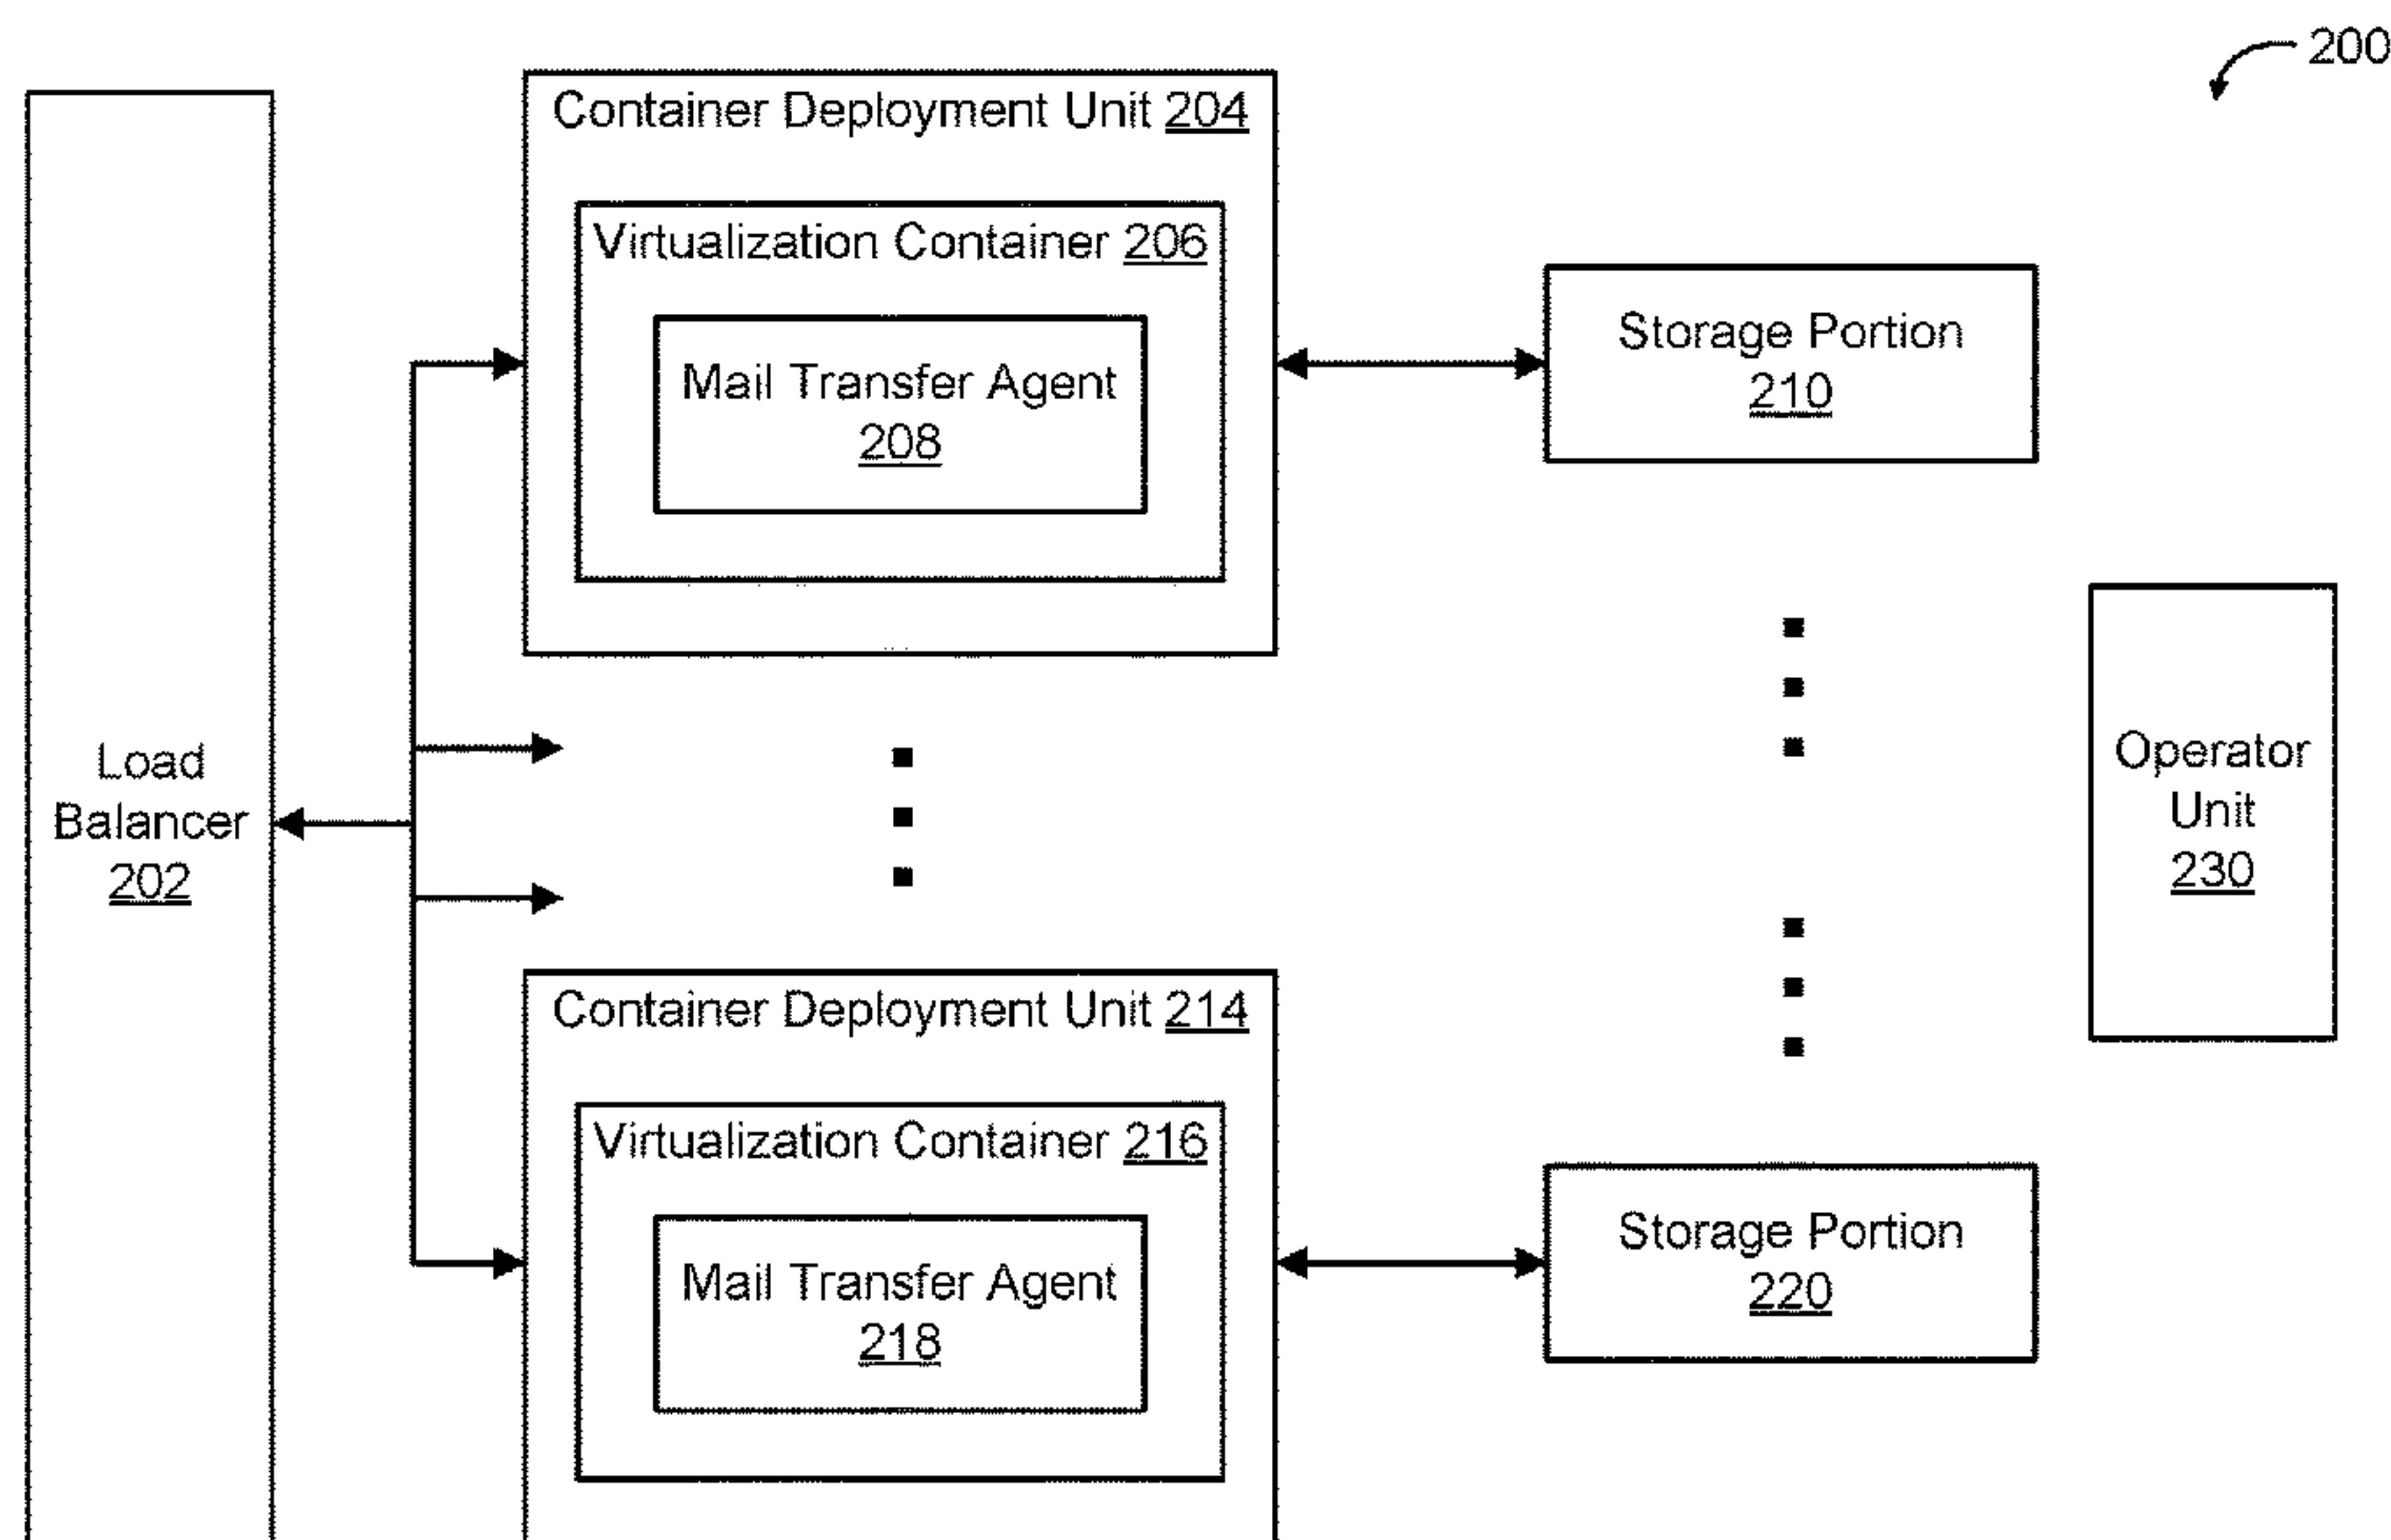 200
Container Deployment Unit 204
Virtualization Container 206
Mail Transfer Agent
208
Storage Portion
210
Load
Balancer
202
Operator
Unit
230
Container Deployment Unit 214
Virtualization Container 216
Mail Transfer Agent
218
Storage Portion
220